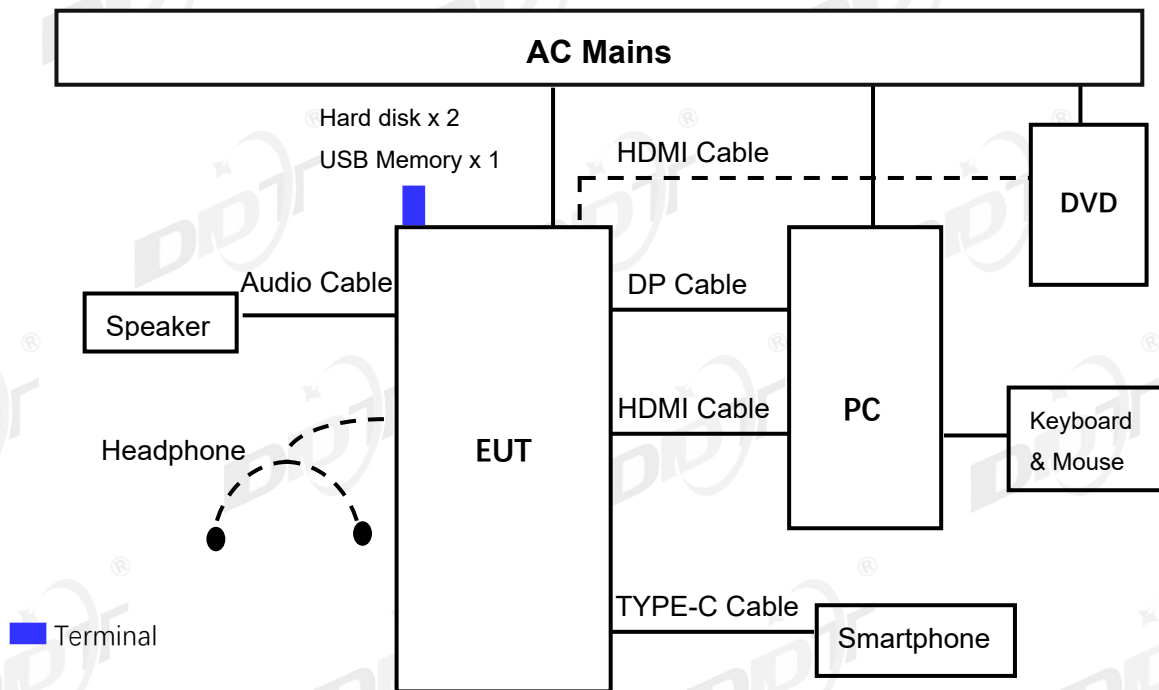 AC Mains
Hard disk x 2
USB Memory x 1
HDMI Cable
DVD
Audio Cable
DP Cable
Speaker
HDMI Cable
PC
Keyboard
& Mouse
Headphone
EUT
TYPE-C Cable
Terminal
Smartphone
DDT®